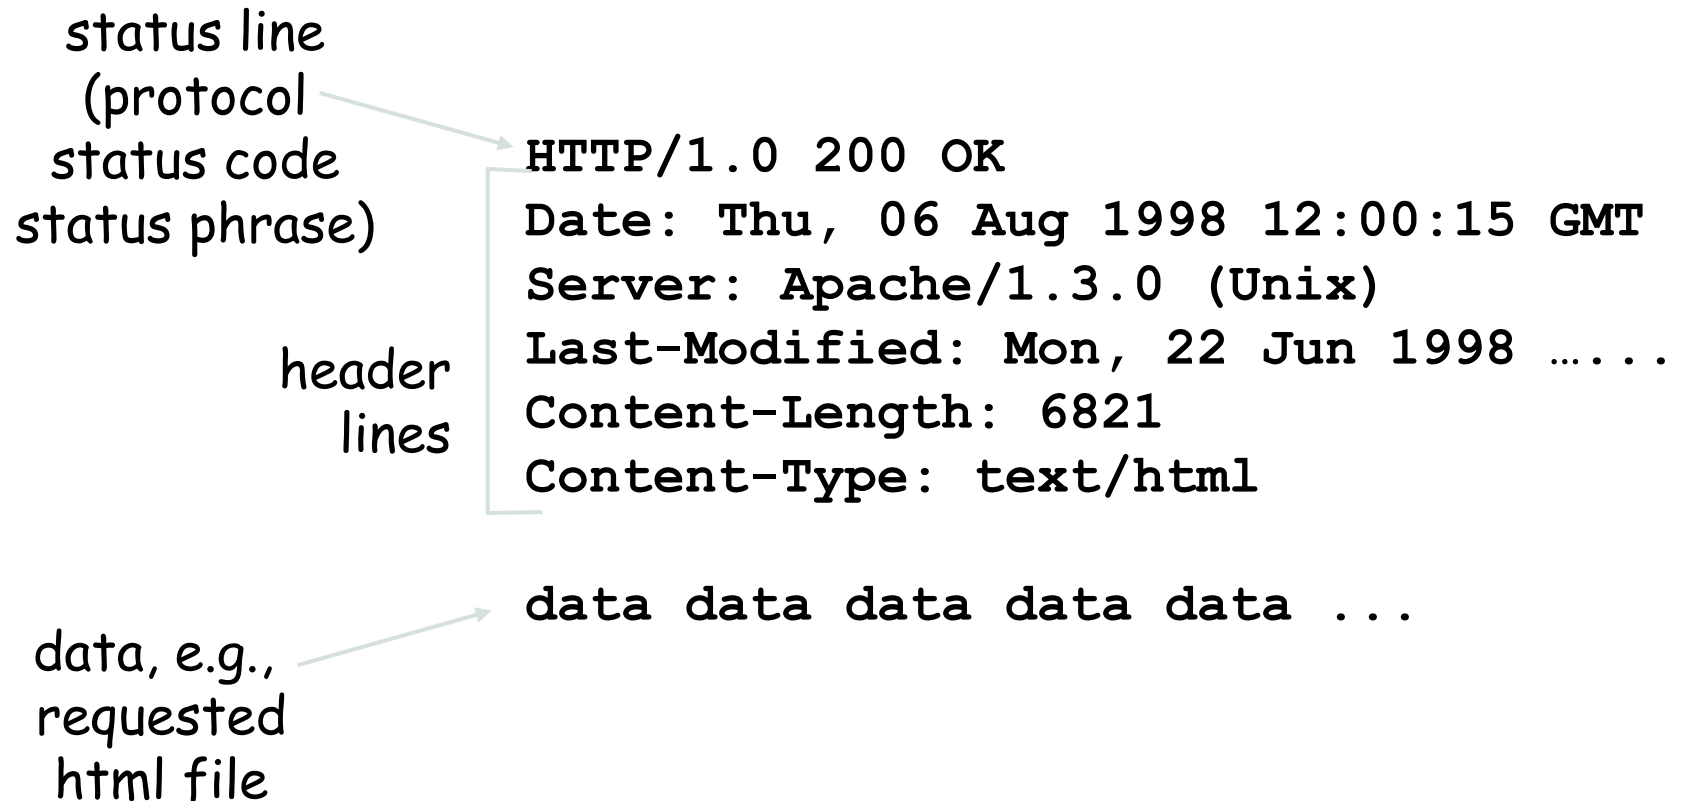 status line
(protocol
status code
status phrase)
HTTP/1.0 200 OK
Date: Thu, 06 Aug 1998 12:00:15 GMT
Server: Apache/1.3.0 (Unix)
Last-Modified: Mon, 22 Jun 1998 …...
Content-Length: 6821
Content-Type: text/html
header
lines
data data data data data ...
data, e.g.,
requested
html file